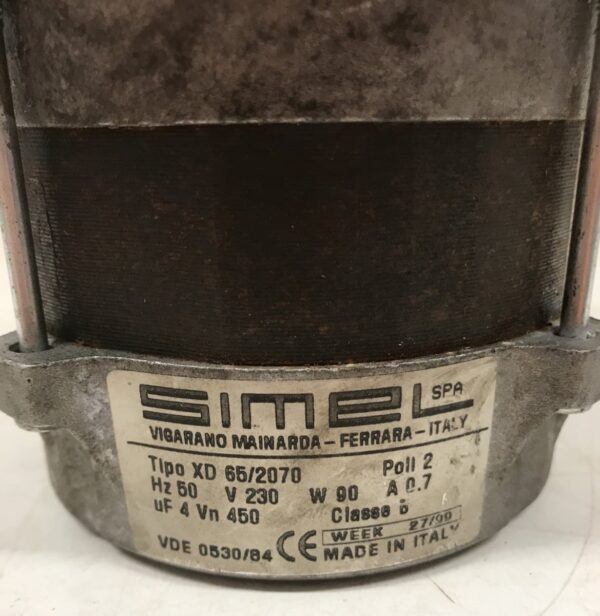 SIMEL SPA
VIGARANO MAINARDA - FERRARA - ITALY
Tipo XD 65/2070 Poli 2
Hz 50 V 230 W 90 A 0.7
uF 4 Vn 450 Classe
WEEK 27/99
VDE 0530/84 CE MADE IN ITALY